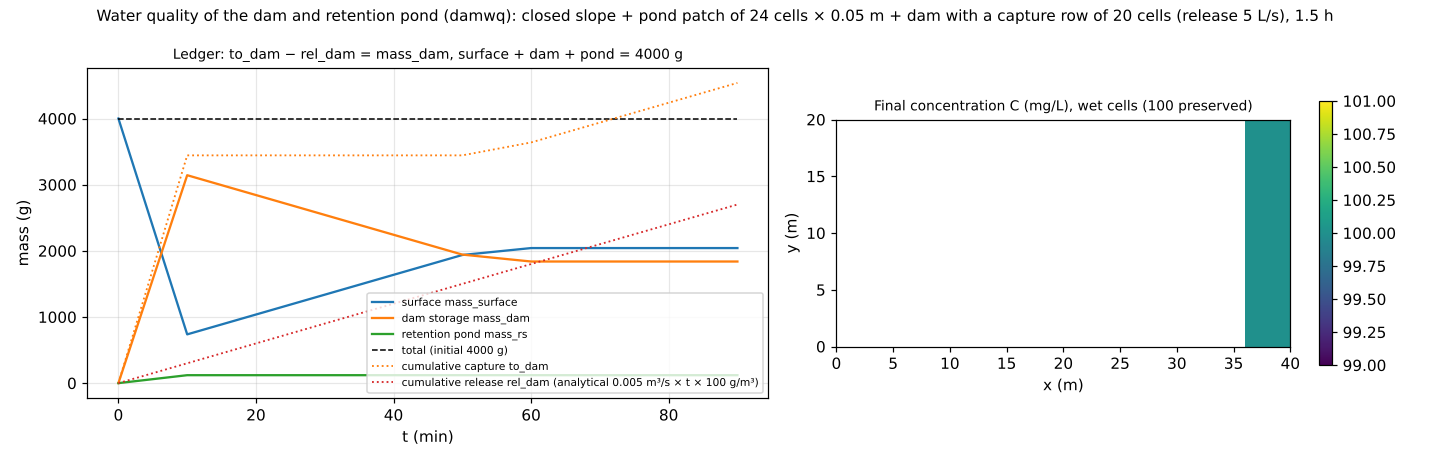 Water quality of the dam and retention pond (damwq): closed slope + pond patch of 24 cells × 0.05 m + dam with a capture row of 20 cells (release 5 L/s), 1.5 h
Ledger: to_dam − rel_dam = mass_dam, surface + dam + pond = 4000 g
mass (g)
4000
3000
2000
1000
0
0
20
40
60
80
t (min)
surface mass_surface
dam storage mass_dam
retention pond mass_rs
total (initial 4000 g)
cumulative capture to_dam
cumulative release rel_dam (analytical 0.005 m³/s × t × 100 g/m³)
Final concentration C (mg/L), wet cells (100 preserved)
y (m)
20
15
10
5
0
0
5
10
15
20
25
30
35
40
x (m)
101.00
100.75
100.50
100.25
100.00
99.75
99.50
99.25
99.00